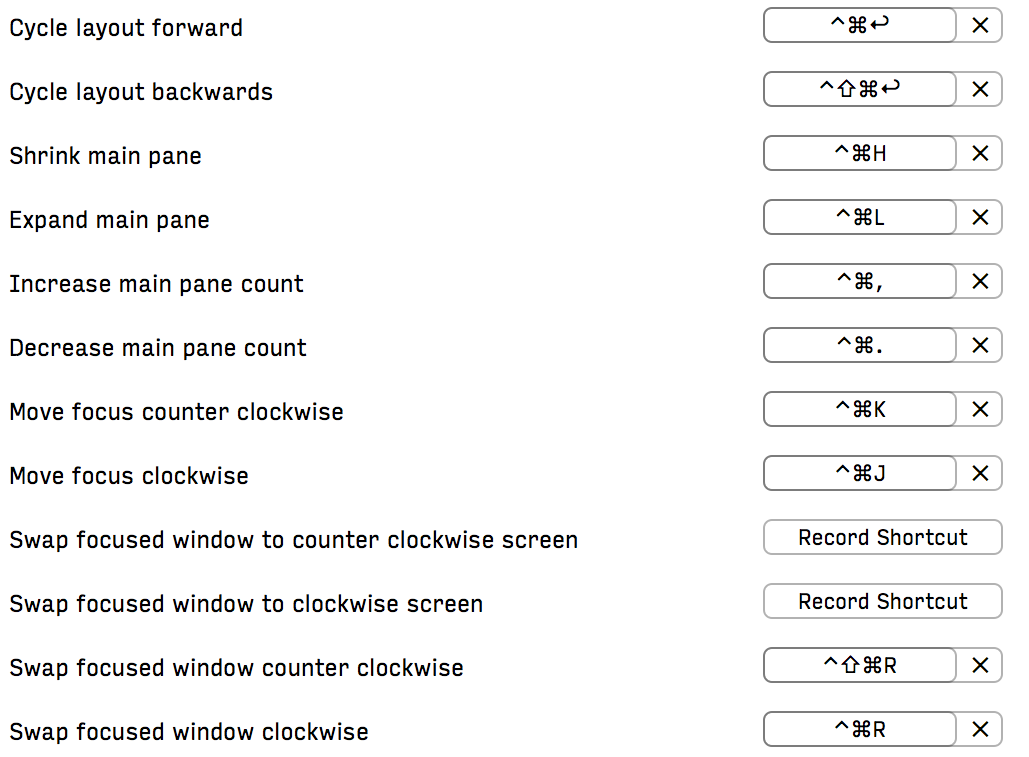 Cycle layout forward ^⌘↩ ×
Cycle layout backwards ^⇧⌘↩ ×
Shrink main pane ^⌘H ×
Expand main pane ^⌘L ×
Increase main pane count ^⌘, ×
Decrease main pane count ^⌘. ×
Move focus counter clockwise ^⌘K ×
Move focus clockwise ^⌘J ×
Swap focused window to counter clockwise screen Record Shortcut
Swap focused window to clockwise screen Record Shortcut
Swap focused window counter clockwise ^⇧⌘R ×
Swap focused window clockwise ^⌘R ×